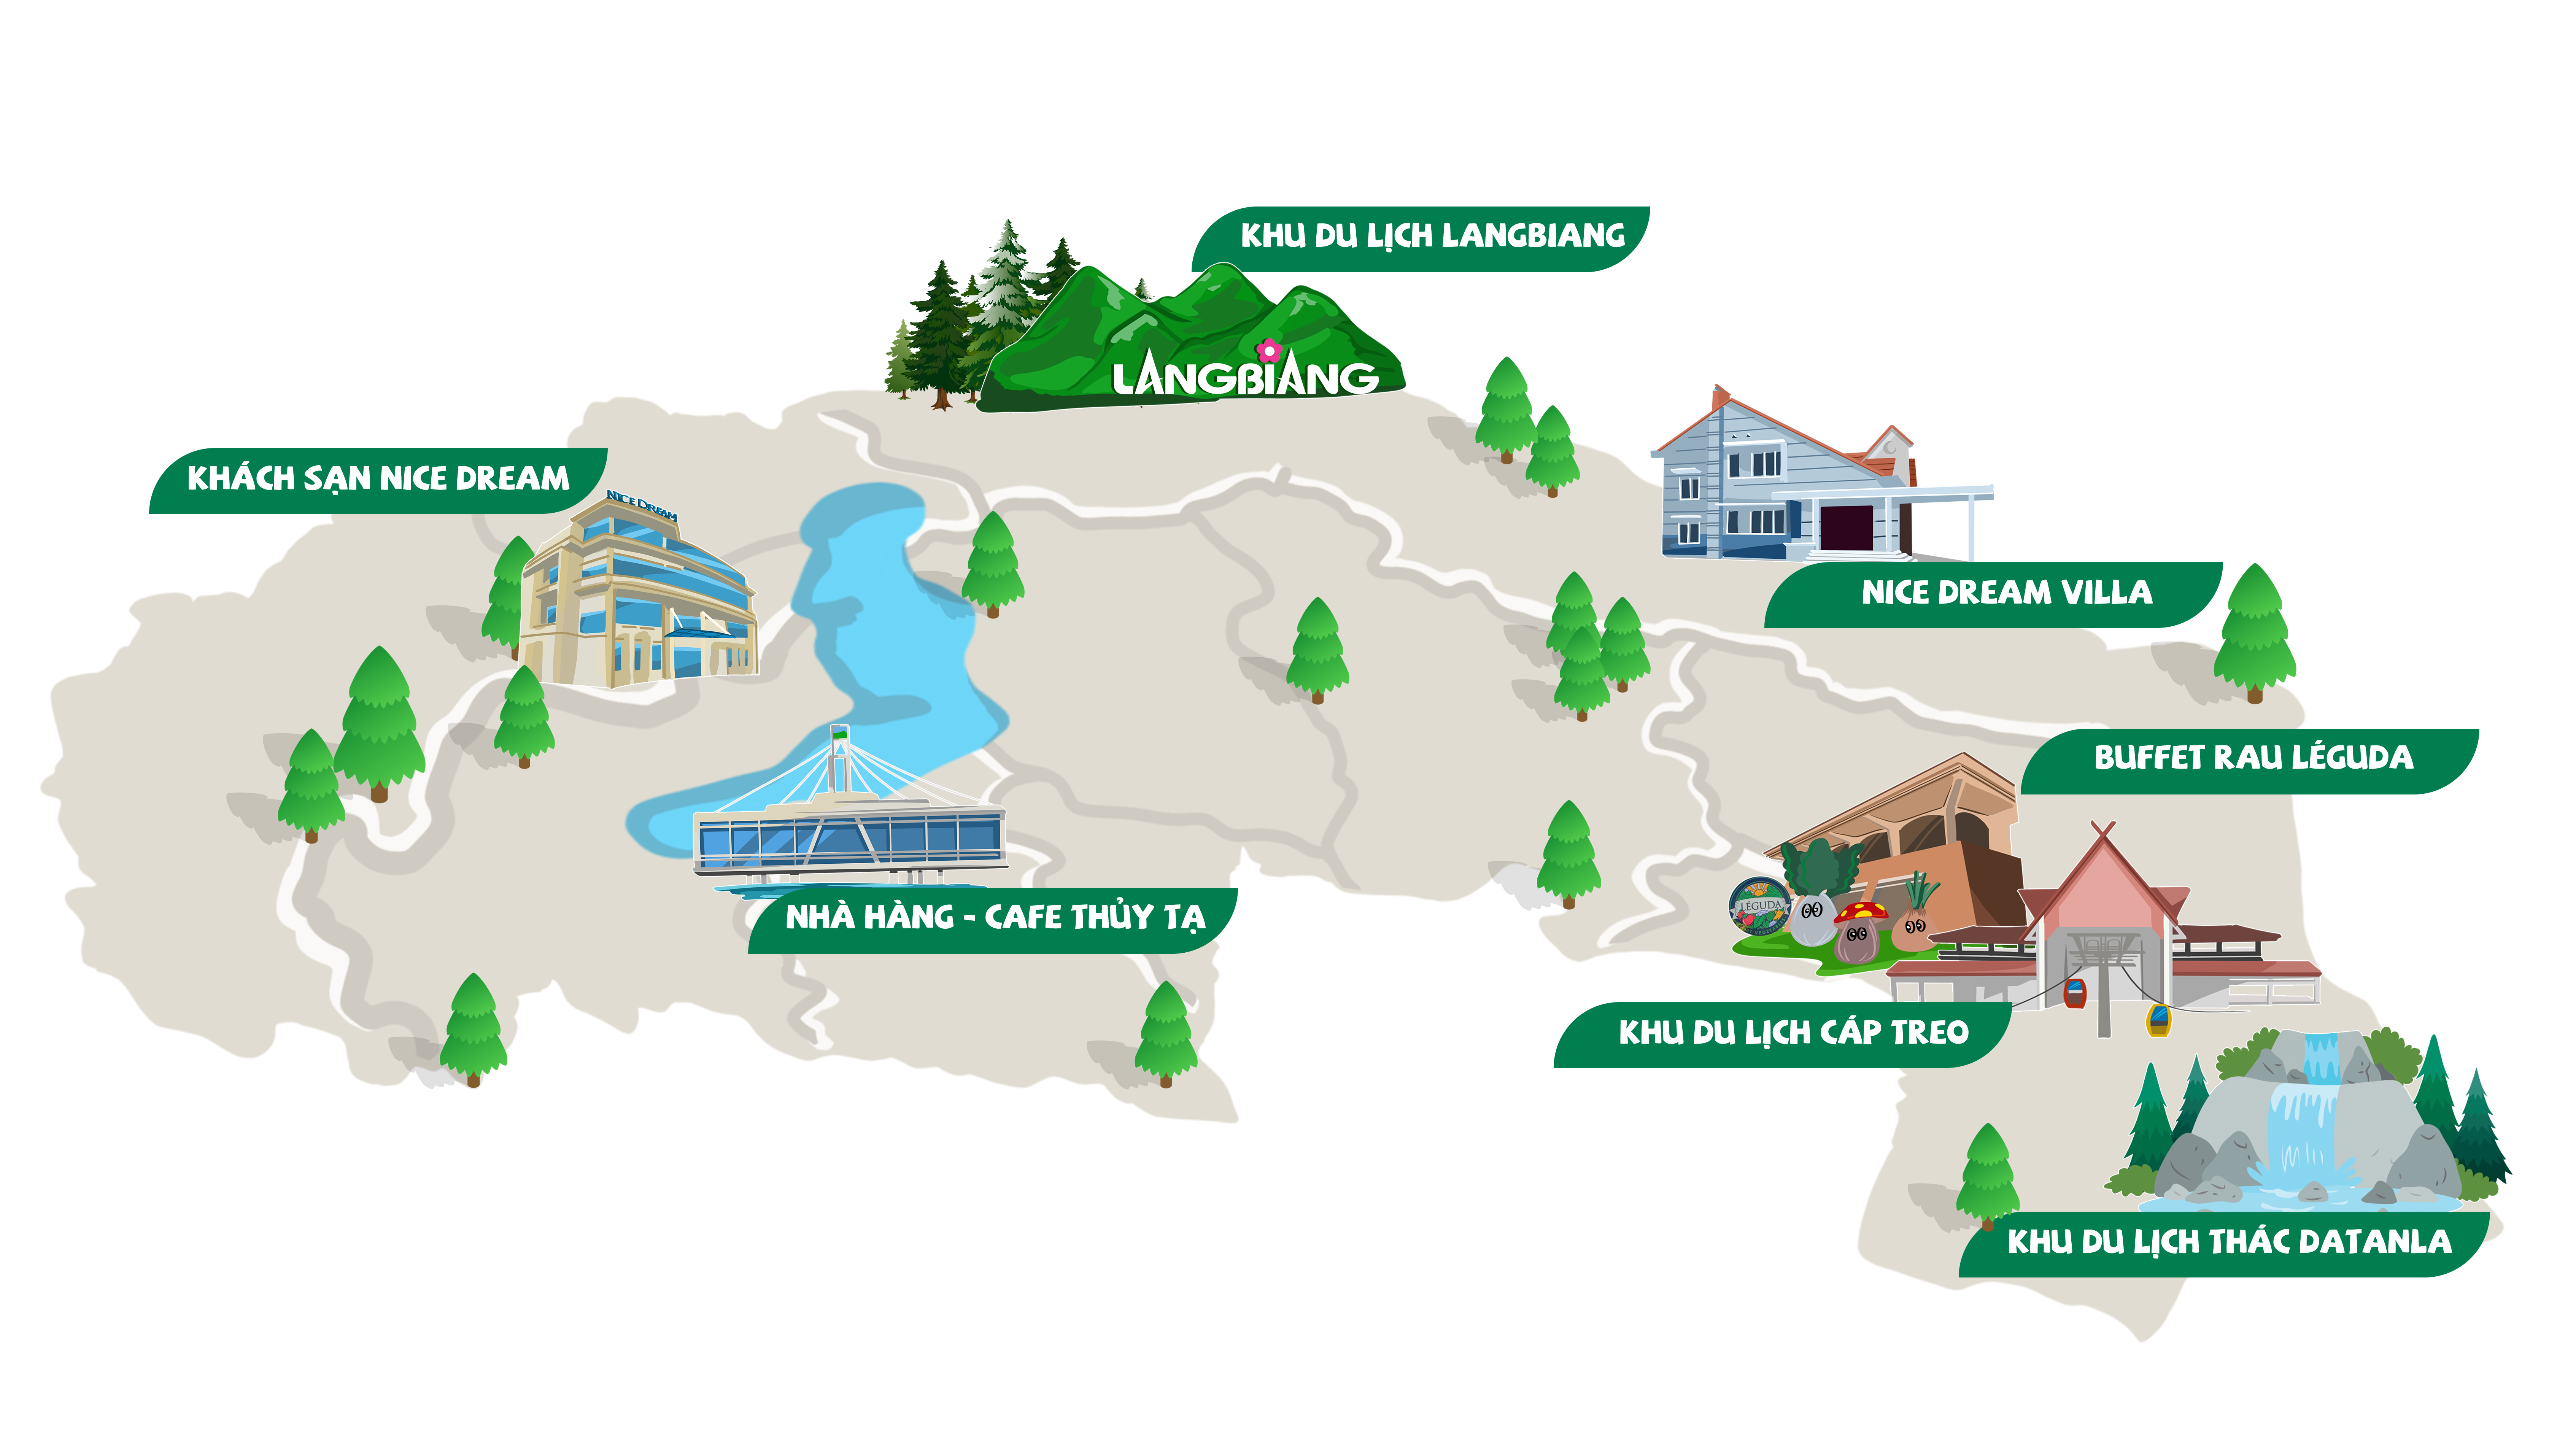 KHU DU LỊCH LANGBIANG
LANGBIANG
KHÁCH SẠN NICE DREAM
NICE DREAM
NICE DREAM VILLA
BUFFET RAU LÉGUDA
LÉGUDA
NHÀ HÀNG - CAFE THỦY TẠ
KHU DU LỊCH CÁP TREO
KHU DU LỊCH THÁC DATANLA